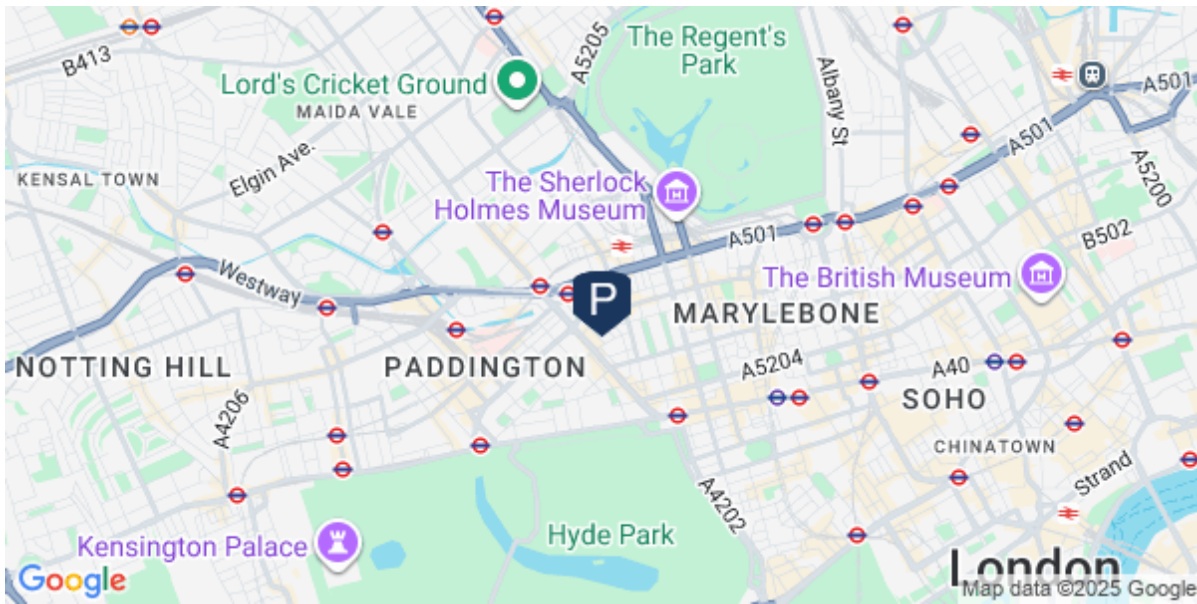 B413
A5205
The Regent's
Park
A501
Lord's Cricket Ground
MAIDA VALE
Albany St
A501
Elgin Ave.
KENSAL TOWN
The Sherlock
Holmes Museum
A5200
A501
B502
Westway
The British Museum
P
MARYLEBONE
NOTTING HILL
PADDINGTON
A5204
A40
SOHO
A4206
CHINATOWN
Strand
A4202
Hyde Park
Kensington Palace
London
Google
Map data ©2025 Google